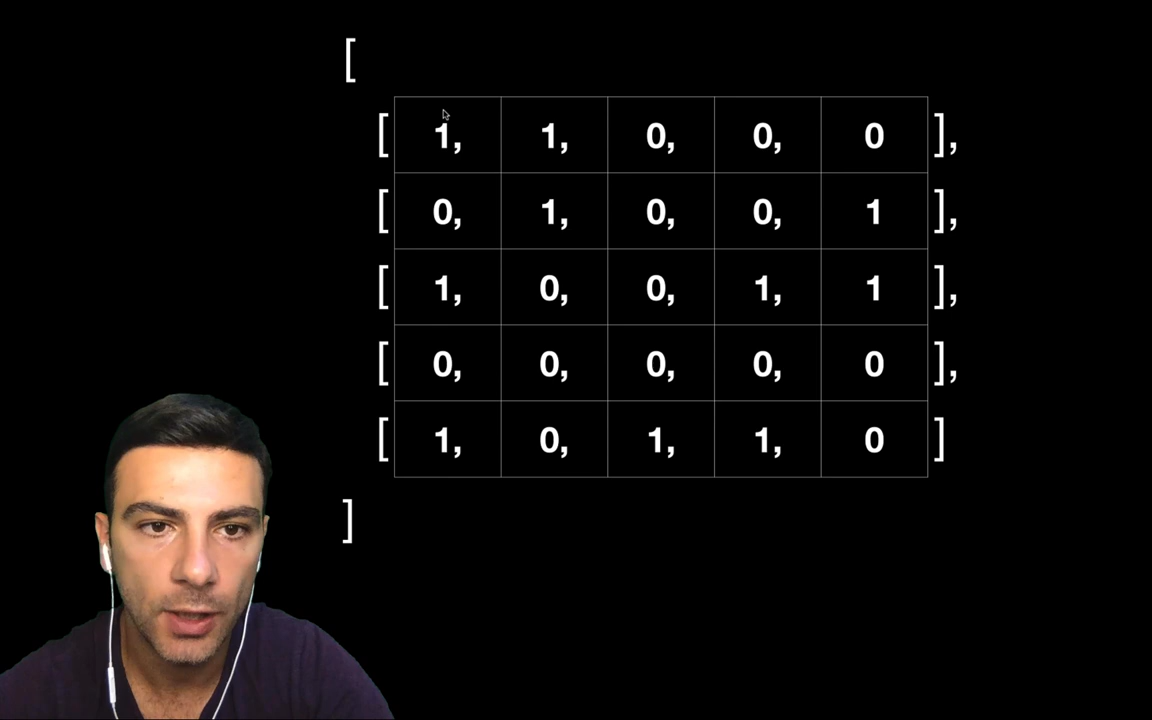 [
[ 1, 1, 0, 0, 0 ],
[ 0, 1, 0, 0, 1 ],
[ 1, 0, 0, 1, 1 ],
[ 0, 0, 0, 0, 0 ],
[ 1, 0, 1, 1, 0 ]
]